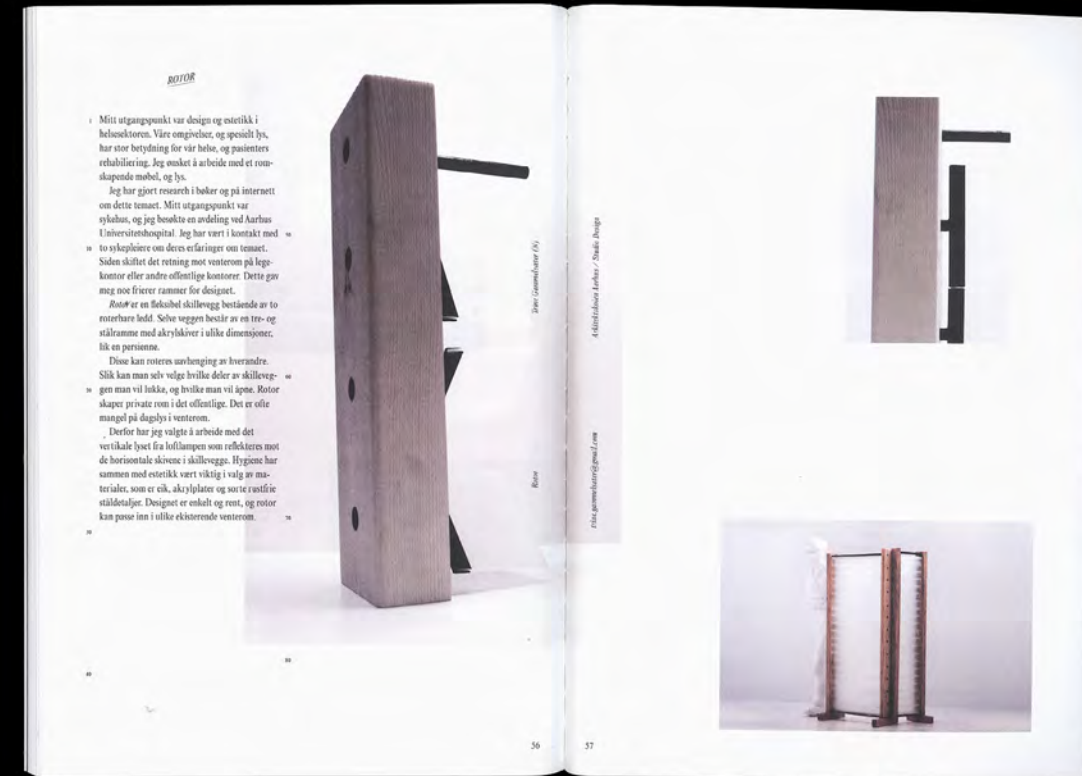 ROTOR
1
Mitt utgangspunkt var design og estetikk i
helsesektoren. Våre omgivelser, og spesielt lys,
har stor betydning for vår helse, og pasienters
rehabiliering. Jeg ønsket å arbeide med et rom-
skapende møbel, og lys.
Jeg har gjort research i bøker og på internett
om dette temaet. Mitt utgangspunkt var
sykehus, og jeg besøkte en avdeling ved Aarhus
Universitetshospital. Jeg har vært i kontakt med
10 to sykepleiere om deres erfaringer om temaet.
Siden skiftet det retning mot venterom på lege-
kontor eller andre offentlige kontorer. Dette gav
meg noe friere rammer for designet.
Rotor er en fleksibel skillevegg bestående av to
roterbare ledd. Selve veggen består av en tre- og
stålramme med akrylskiver i ulike dimensjoner,
lik en persienne.
Disse kan roteres uavhenging av hverandre.
Slik kan man selv velge hvilke deler av skilleveg-
gen man vil lukke, og hvilke man vil åpne. Rotor
skaper private rom i det offentlige. Det er ofte
mangel på dagslys i venterom.
Derfor har jeg valgte å arbeide med det
vertikale lyset fra loftlampen som reflekteres mot
de horisontale skivene i skillevegge. Hygiene har
sammen med estetikk vært viktig i valg av ma-
terialer, som er eik, akrylplater og sorte rustfrie
ståldetaljer. Designet er enkelt og rent, og rotor
kan passe inn i ulike ekisterende venterom.
Rotor
Arkitektskolen Aarhus / Studie Design
56
57